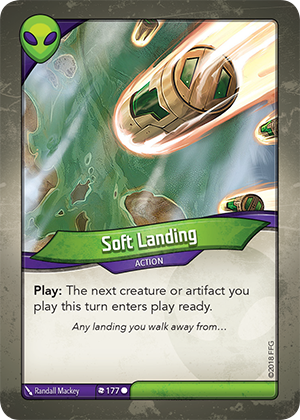 Soft Landing
ACTION
Play: The next creature or artifact you
play this turn enters play ready.
Any landing you walk away from…
©2018 FFG
Randall Mackey
177